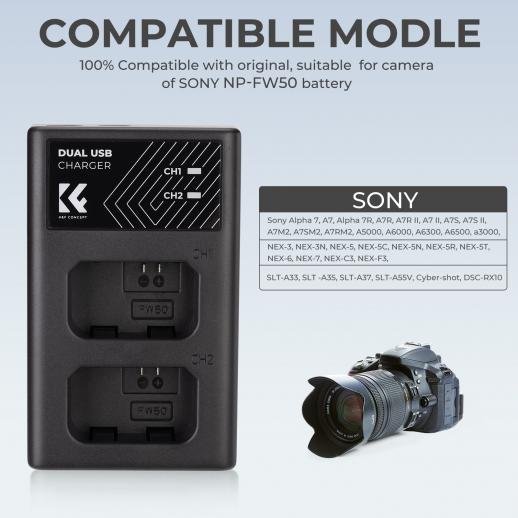 COMPATIBLE MODLE
100% Compatible with original, suitable for camera
of SONY NP-FW50 battery
DUAL USB
CHARGER
CH1
CH2
K&F CONCEPT
CH1
FW50
CH2
FW50
SONY
Sony Alpha 7, A7, Alpha 7R, A7R, A7R II, A7 II, A7S, A7S II,
A7M2, A7SM2, A7RM2, A5000, A6000, A6300, A6500, a3000,
NEX-3, NEX-3N, NEX-5, NEX-5C, NEX-5N, NEX-5R, NEX-5T,
NEX-6, NEX-7, NEX-C3, NEX-F3,
SLT-A33, SLT -A35, SLT-A37, SLT-A55V, Cyber-shot, DSC-RX10